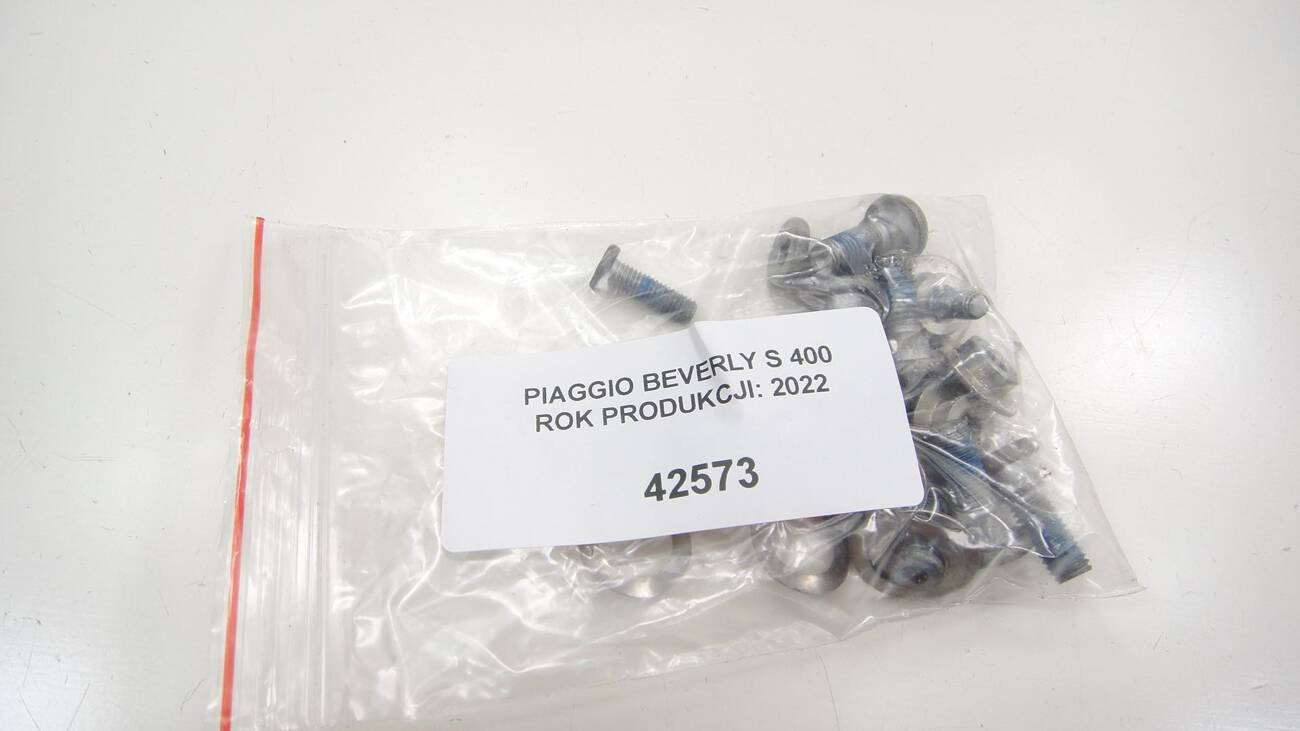 PIAGGIO BEVERLY S 400
ROK PRODUKCJI: 2022
42573